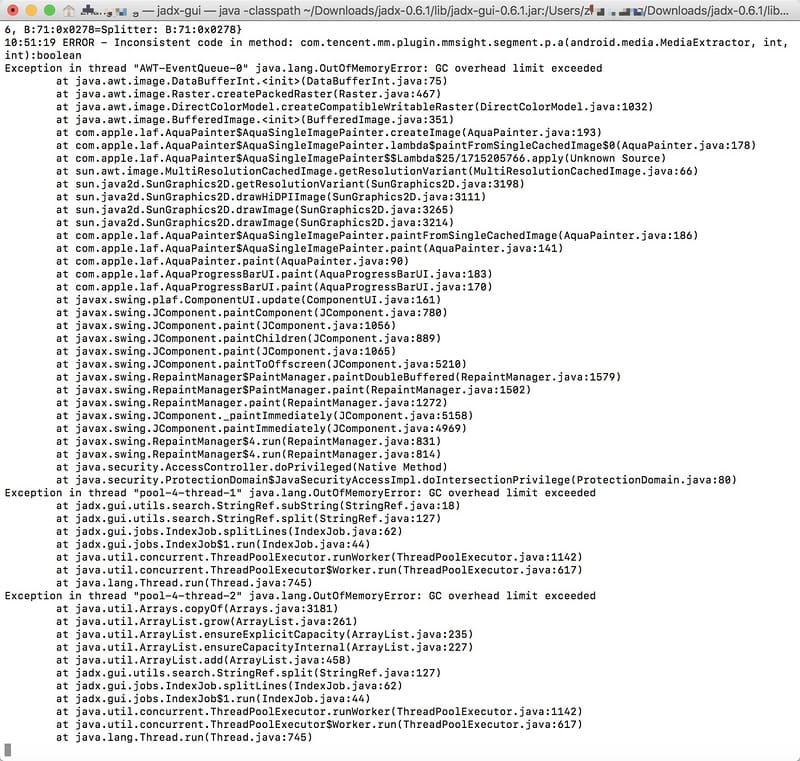 — jadx-gui — java -classpath ~/Downloads/jadx-0.6.1/lib/jadx-gui-0.6.1.jar:/Users/z /Downloads/jadx-0.6.1/lib...
6, B:71:0x0278=Splitter: B:71:0x0278}
10:51:19 ERROR - Inconsistent code in method: com.tencent.mm.plugin.mmsight.segment.p.a(android.media.MediaExtractor, int,
int):boolean
Exception in thread "AWT-EventQueue-0" java.lang.OutOfMemoryError: GC overhead limit exceeded
at java.awt.image.DataBufferInt.<init>(DataBufferInt.java:75)
at java.awt.image.Raster.createPackedRaster(Raster.java:467)
at java.awt.image.DirectColorModel.createCompatibleWritableRaster(DirectColorModel.java:1032)
at java.awt.image.BufferedImage.<init>(BufferedImage.java:351)
at com.apple.laf.AquaPainter$AquaSingleImagePainter.createImage(AquaPainter.java:193)
at com.apple.laf.AquaPainter$AquaSingleImagePainter.lambda$paintFromSingleCachedImage$0(AquaPainter.java:178)
at com.apple.laf.AquaPainter$AquaSingleImagePainter$$Lambda$25/1715205766.apply(Unknown Source)
at sun.awt.image.MultiResolutionCachedImage.getResolutionVariant(MultiResolutionCachedImage.java:66)
at sun.java2d.SunGraphics2D.getResolutionVariant(SunGraphics2D.java:3198)
at sun.java2d.SunGraphics2D.drawHiDPIImage(SunGraphics2D.java:3111)
at sun.java2d.SunGraphics2D.drawImage(SunGraphics2D.java:3265)
at sun.java2d.SunGraphics2D.drawImage(SunGraphics2D.java:3214)
at com.apple.laf.AquaPainter$AquaSingleImagePainter.paintFromSingleCachedImage(AquaPainter.java:186)
at com.apple.laf.AquaPainter$AquaSingleImagePainter.paint(AquaPainter.java:141)
at com.apple.laf.AquaPainter.paint(AquaPainter.java:90)
at com.apple.laf.AquaProgressBarUI.paint(AquaProgressBarUI.java:183)
at com.apple.laf.AquaProgressBarUI.paint(AquaProgressBarUI.java:170)
at javax.swing.plaf.ComponentUI.update(ComponentUI.java:161)
at javax.swing.JComponent.paintComponent(JComponent.java:780)
at javax.swing.JComponent.paint(JComponent.java:1056)
at javax.swing.JComponent.paintChildren(JComponent.java:889)
at javax.swing.JComponent.paint(JComponent.java:1065)
at javax.swing.JComponent.paintToOffscreen(JComponent.java:5210)
at javax.swing.RepaintManager$PaintManager.paintDoubleBuffered(RepaintManager.java:1579)
at javax.swing.RepaintManager$PaintManager.paint(RepaintManager.java:1502)
at javax.swing.RepaintManager.paint(RepaintManager.java:1272)
at javax.swing.JComponent._paintImmediately(JComponent.java:5158)
at javax.swing.JComponent.paintImmediately(JComponent.java:4969)
at javax.swing.RepaintManager$4.run(RepaintManager.java:831)
at javax.swing.RepaintManager$4.run(RepaintManager.java:814)
at java.security.AccessController.doPrivileged(Native Method)
at java.security.ProtectionDomain$JavaSecurityAccessImpl.doIntersectionPrivilege(ProtectionDomain.java:80)
Exception in thread "pool-4-thread-1" java.lang.OutOfMemoryError: GC overhead limit exceeded
at jadx.gui.utils.search.StringRef.subString(StringRef.java:18)
at jadx.gui.utils.search.StringRef.split(StringRef.java:127)
at jadx.gui.jobs.IndexJob.splitLines(IndexJob.java:62)
at jadx.gui.jobs.IndexJob$1.run(IndexJob.java:44)
at java.util.concurrent.ThreadPoolExecutor.runWorker(ThreadPoolExecutor.java:1142)
at java.util.concurrent.ThreadPoolExecutor$Worker.run(ThreadPoolExecutor.java:617)
at java.lang.Thread.run(Thread.java:745)
Exception in thread "pool-4-thread-2" java.lang.OutOfMemoryError: GC overhead limit exceeded
at java.util.Arrays.copyOf(Arrays.java:3181)
at java.util.ArrayList.grow(ArrayList.java:261)
at java.util.ArrayList.ensureExplicitCapacity(ArrayList.java:235)
at java.util.ArrayList.ensureCapacityInternal(ArrayList.java:227)
at java.util.ArrayList.add(ArrayList.java:458)
at jadx.gui.utils.search.StringRef.split(StringRef.java:127)
at jadx.gui.jobs.IndexJob.splitLines(IndexJob.java:62)
at jadx.gui.jobs.IndexJob$1.run(IndexJob.java:44)
at java.util.concurrent.ThreadPoolExecutor.runWorker(ThreadPoolExecutor.java:1142)
at java.util.concurrent.ThreadPoolExecutor$Worker.run(ThreadPoolExecutor.java:617)
at java.lang.Thread.run(Thread.java:745)